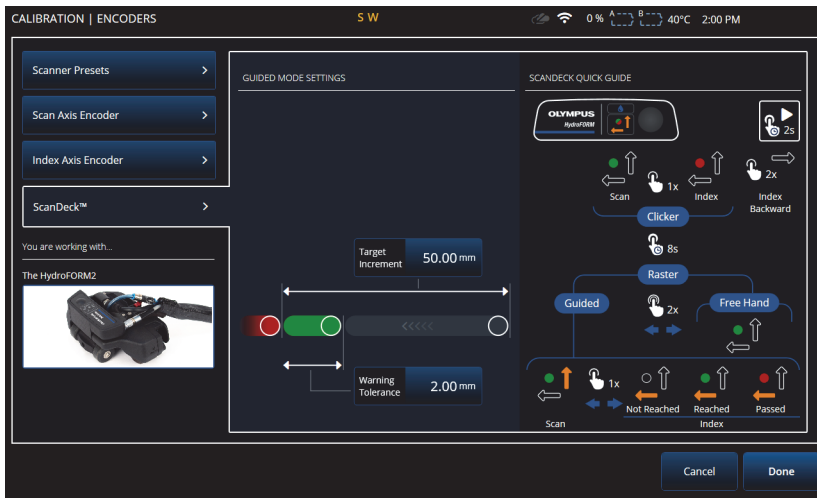 CALIBRATION | ENCODERS
S W
0 %
A
B
40°C
2:00 PM
Scanner Presets
Scan Axis Encoder
Index Axis Encoder
ScanDeck™
You are working with...
The HydroFORM2
GUIDED MODE SETTINGS
Target
Increment
50.00 mm
<<<<<
Warning
Tolerance
2.00 mm
SCANDECK QUICK GUIDE
OLYMPUS
HydroFORM
2s
1x
2x
Scan
Index
Index
Backward
Clicker
8s
Raster
Guided
2x
Free Hand
1x
Not Reached
Reached
Passed
Scan
Index
Cancel
Done